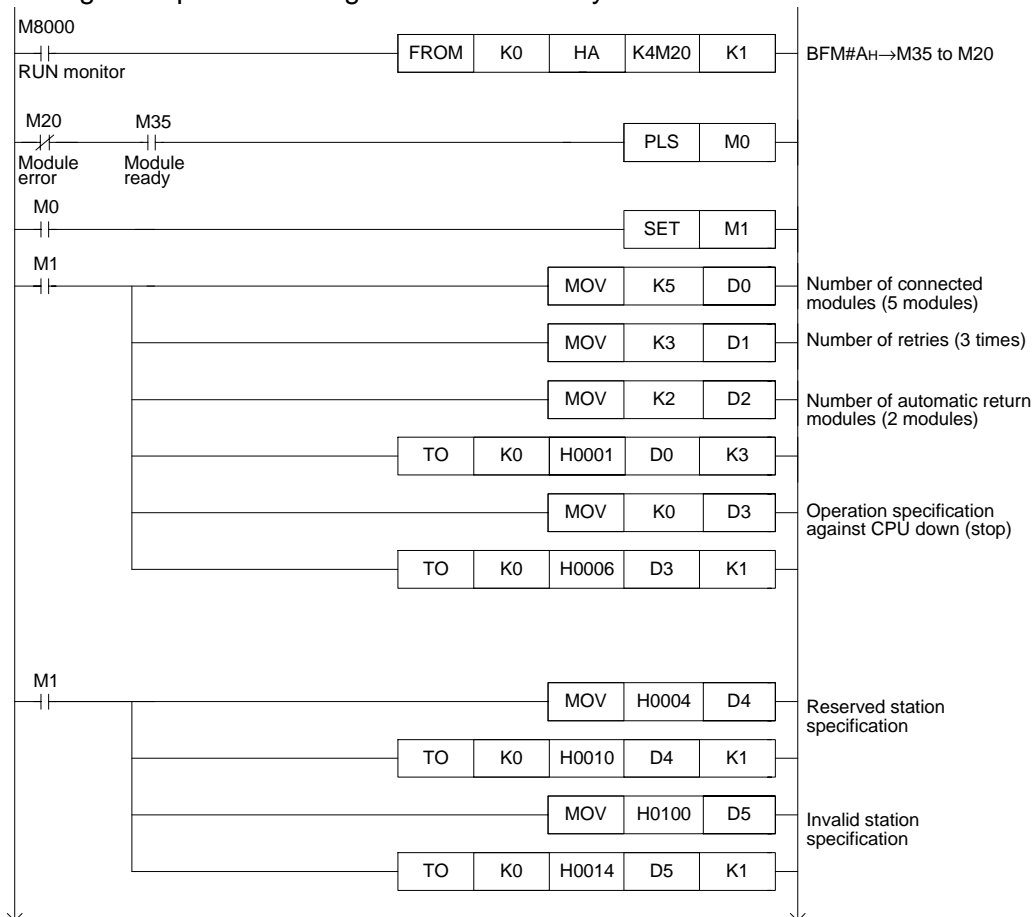 M8000
FROM K0 HA K4M20 K1 BFM#AH→M35 to M20
RUN monitor
M20 M35
PLS M0
Module error
Module ready
M0
SET M1
M1
MOV K5 D0
Number of connected
modules (5 modules)
MOV K3 D1
Number of retries (3 times)
MOV K2 D2
Number of automatic return
modules (2 modules)
TO K0 H0001 D0 K3
MOV K0 D3
Operation specification
against CPU down (stop)
TO K0 H0006 D3 K1
M1
MOV H0004 D4
Reserved station
specification
TO K0 H0010 D4 K1
MOV H0100 D5
Invalid station
specification
TO K0 H0014 D5 K1